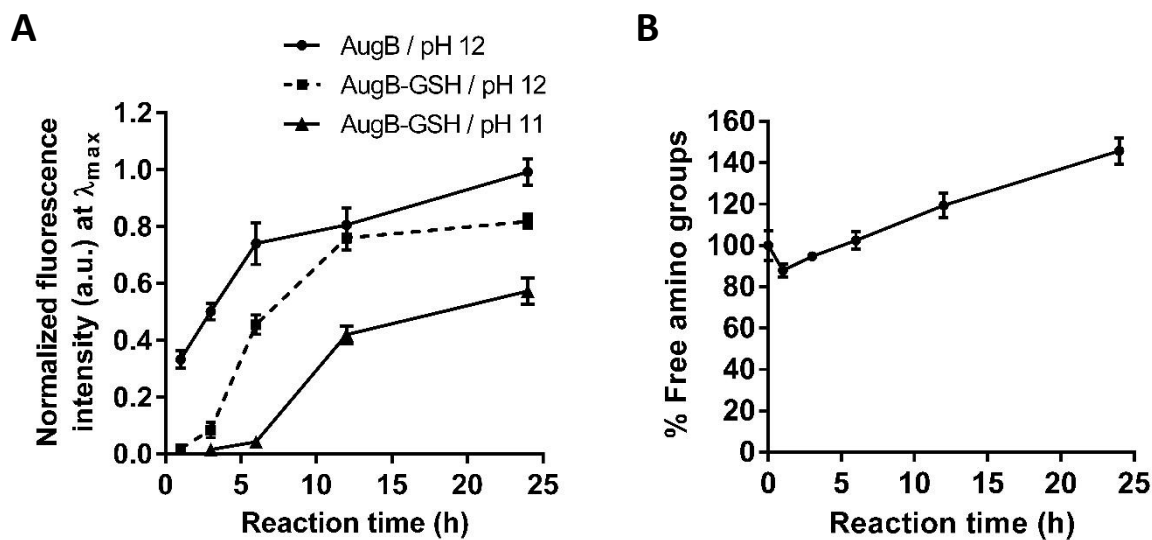 A
AugB / pH 12
AugB-GSH / pH 12
AugB-GSH / pH 11
Normalized fluorescence
intensity (a.u.) at λmax
1.2
1.0
0.8
0.6
0.4
0.2
0.0
0 5 10 15 20 25
Reaction time (h)
B
% Free amino groups
160
140
120
100
80
60
40
20
0
0 5 10 15 20 25
Reaction time (h)